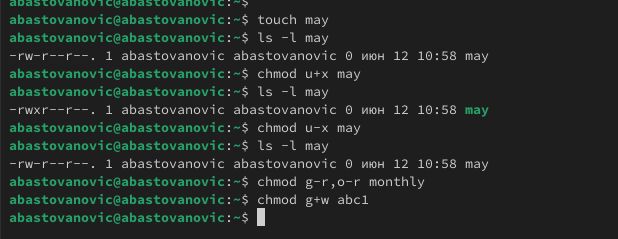 abastovanovic@abastovanovic:~$
abastovanovic@abastovanovic:~$ touch may
abastovanovic@abastovanovic:~$ ls -l may
-rw-r--r--. 1 abastovanovic abastovanovic 0 июн 12 10:58 may
abastovanovic@abastovanovic:~$ chmod u+x may
abastovanovic@abastovanovic:~$ ls -l may
-rwxr--r--. 1 abastovanovic abastovanovic 0 июн 12 10:58 may
abastovanovic@abastovanovic:~$ chmod u-x may
abastovanovic@abastovanovic:~$ ls -l may
-rw-r--r--. 1 abastovanovic abastovanovic 0 июн 12 10:58 may
abastovanovic@abastovanovic:~$ chmod g-r,o-r monthly
abastovanovic@abastovanovic:~$ chmod g+w abc1
abastovanovic@abastovanovic:~$